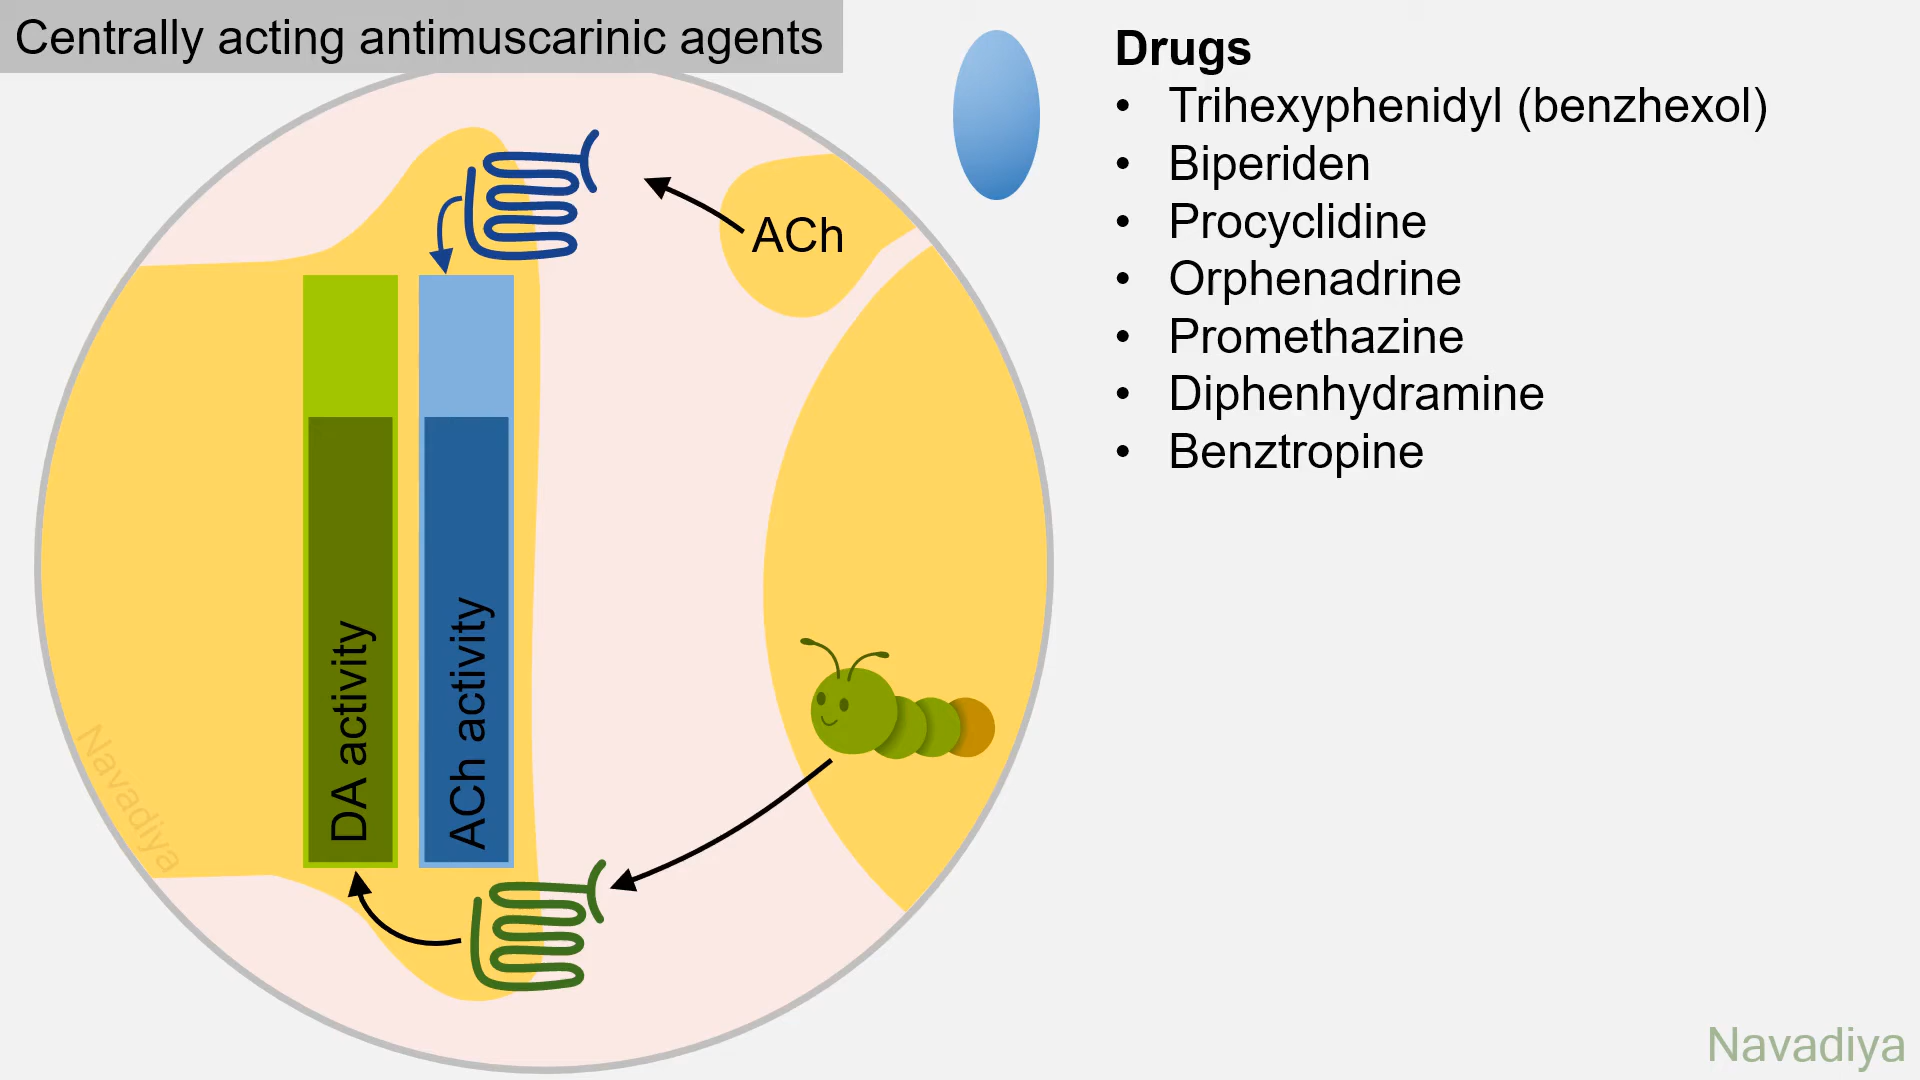 Centrally acting antimuscarinic agents
Drugs
• Trihexyphenidyl (benzhexol)
• Biperiden
• Procyclidine
• Orphenadrine
• Promethazine
• Diphenhydramine
• Benztropine
ACh
DA activity
ACh activity
Navadiya
Navadiya